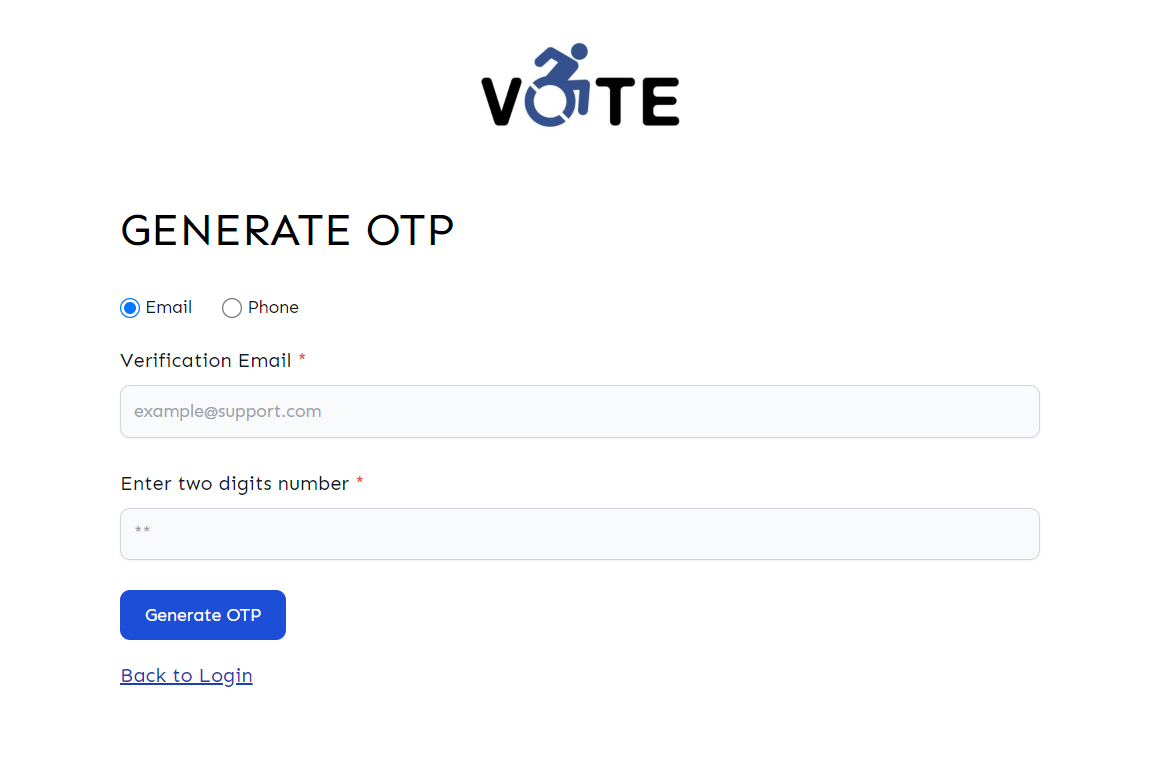 VOTE
GENERATE OTP
Email Phone
Verification Email *
example@support.com
Enter two digits number *
**
Generate OTP
Back to Login